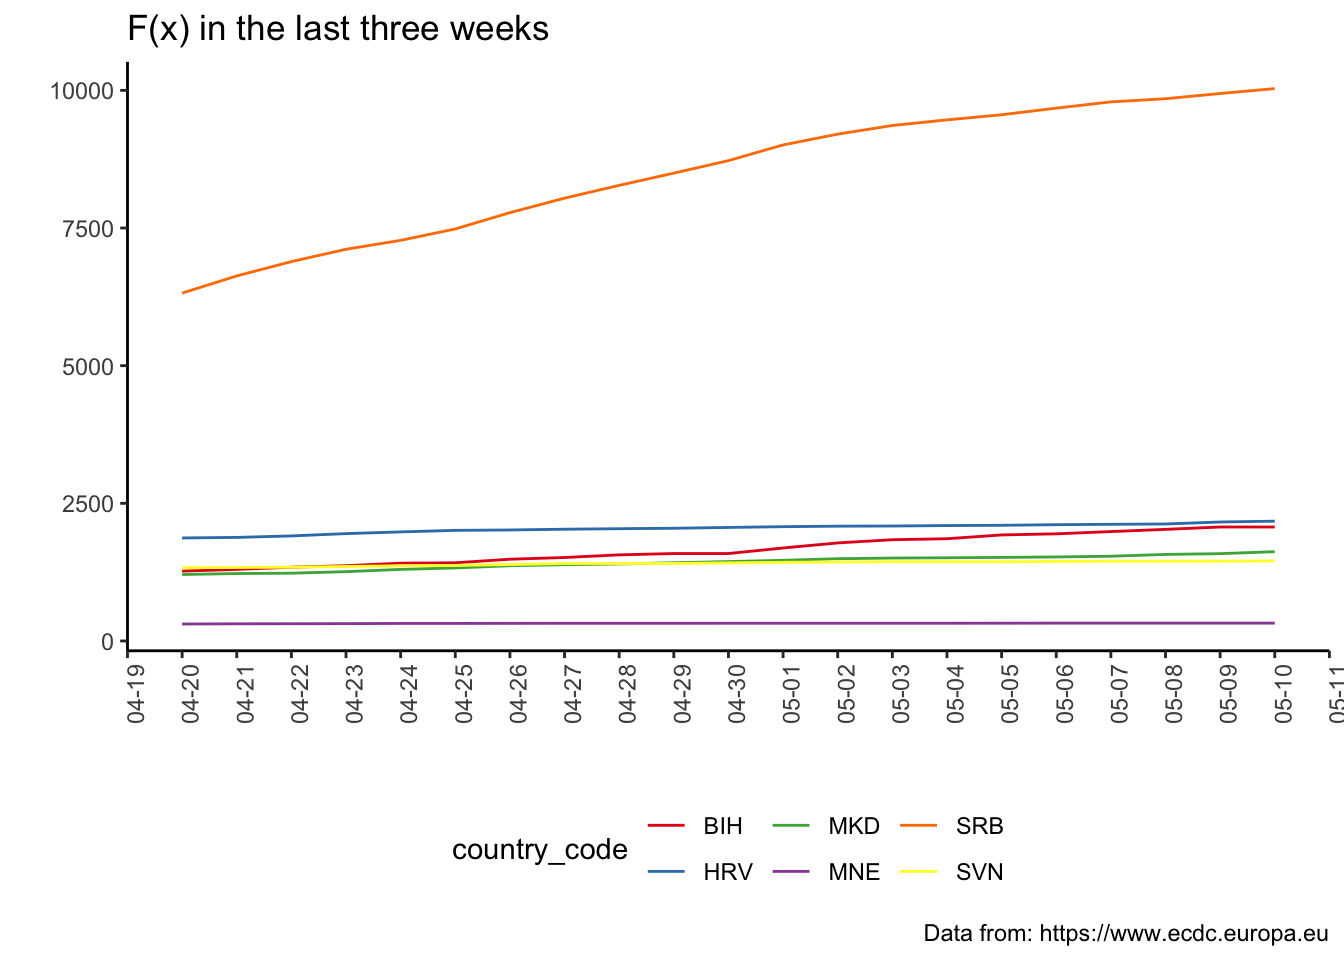 F(x) in the last three weeks
10000
7500
5000
2500
0
04-19 04-20 04-21 04-22 04-23 04-24 04-25 04-26 04-27 04-28 04-29 04-30 05-01 05-02 05-03 05-04 05-05 05-06 05-07 05-08 05-09 05-10 05-11
country_code
BIH MKD SRB
HRV MNE SVN
Data from: https://www.ecdc.europa.eu